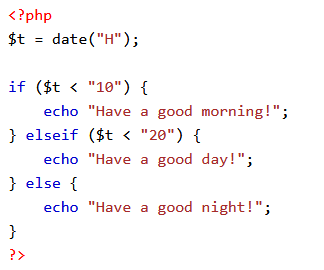 <?php
$t = date("H");

if ($t < "10") {
    echo "Have a good morning!";
} elseif ($t < "20") {
    echo "Have a good day!";
} else {
    echo "Have a good night!";
}
?>